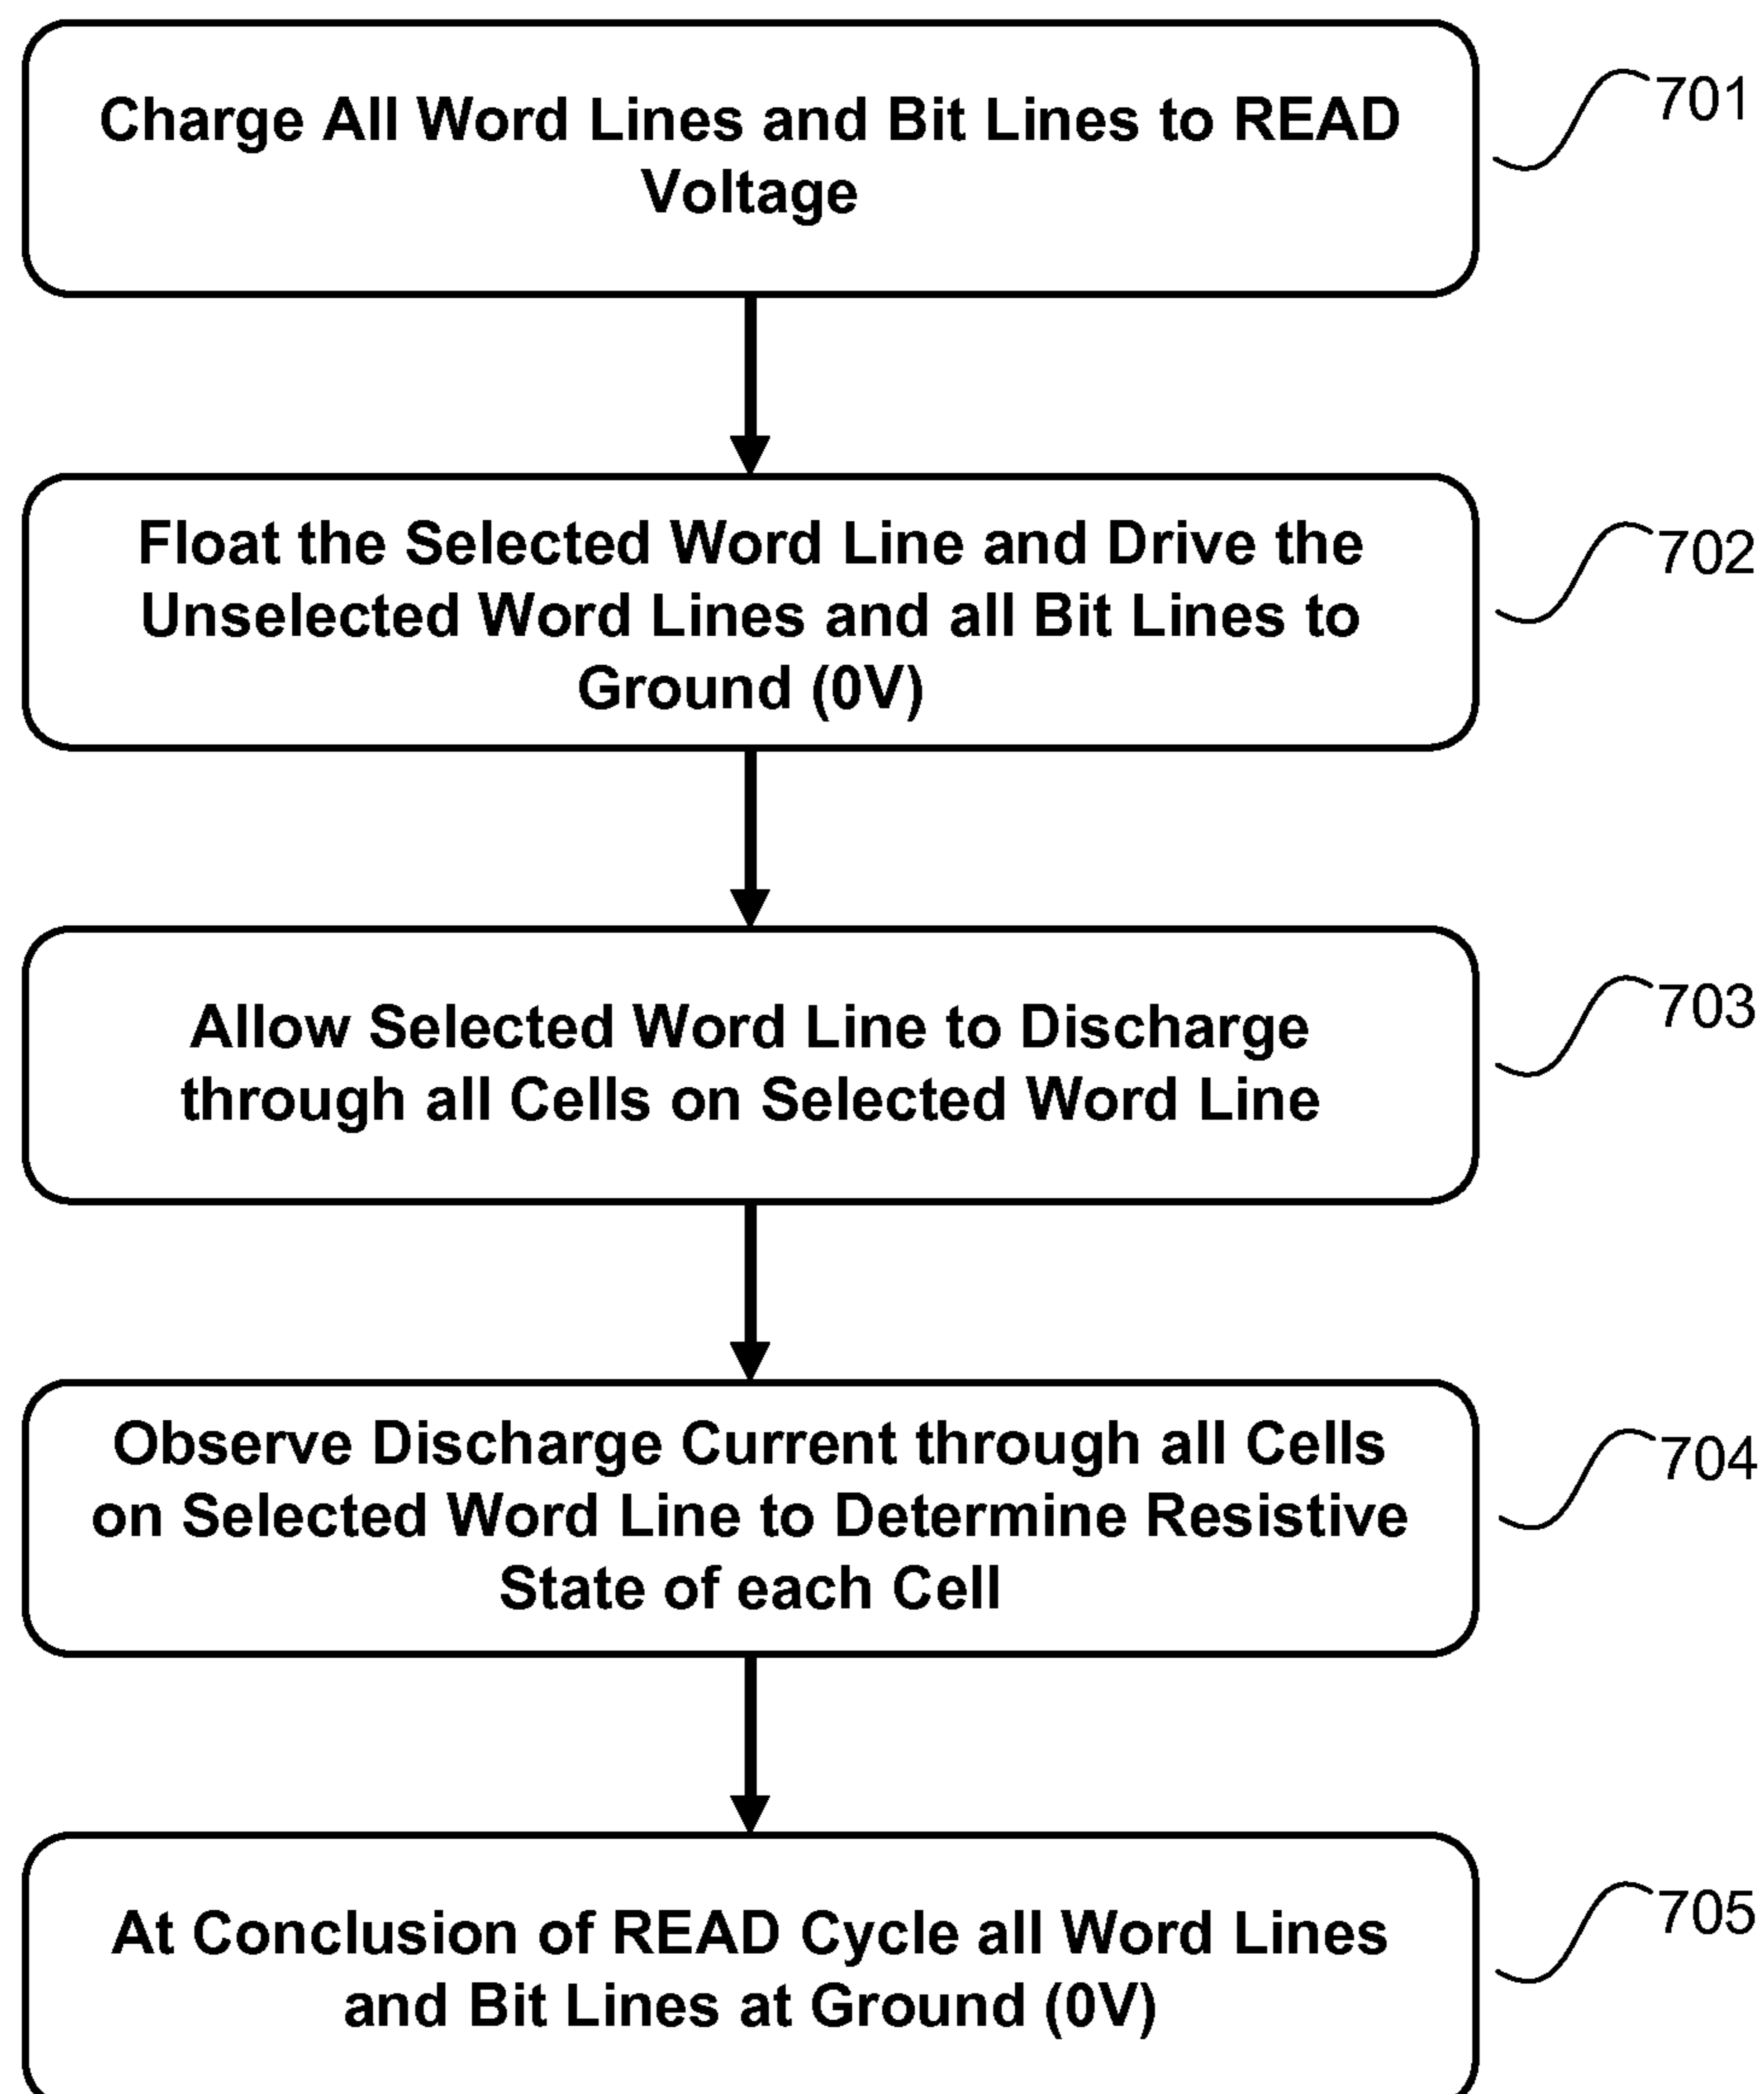 Charge All Word Lines and Bit Lines to READ
Voltage
701
Float the Selected Word Line and Drive the
Unselected Word Lines and all Bit Lines to
Ground (0V)
702
Allow Selected Word Line to Discharge
through all Cells on Selected Word Line
703
Observe Discharge Current through all Cells
on Selected Word Line to Determine Resistive
State of each Cell
704
At Conclusion of READ Cycle all Word Lines
and Bit Lines at Ground (0V)
705